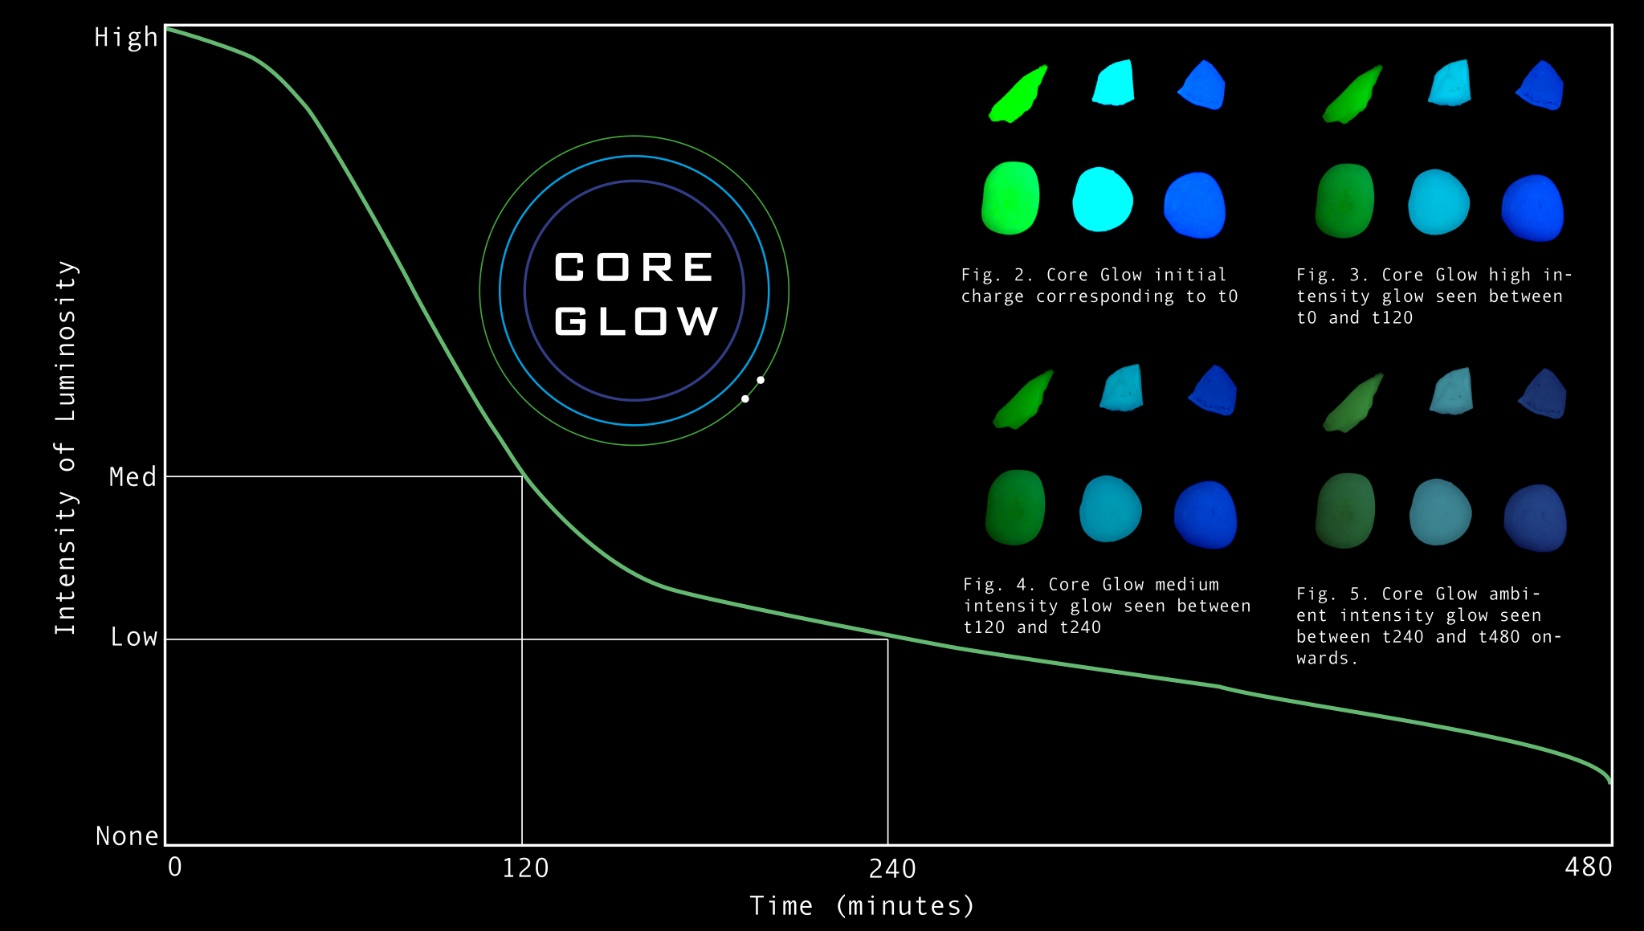 High
Med
Low
None
Intensity of Luminosity
0
120
240
480
Time (minutes)
CORE
GLOW
Fig. 2. Core Glow initial
charge corresponding to t0
Fig. 3. Core Glow high in-
tensity glow seen between
t0 and t120
Fig. 4. Core Glow medium
intensity glow seen between
t120 and t240
Fig. 5. Core Glow ambi-
ent intensity glow seen
between t240 and t480 on-
wards.